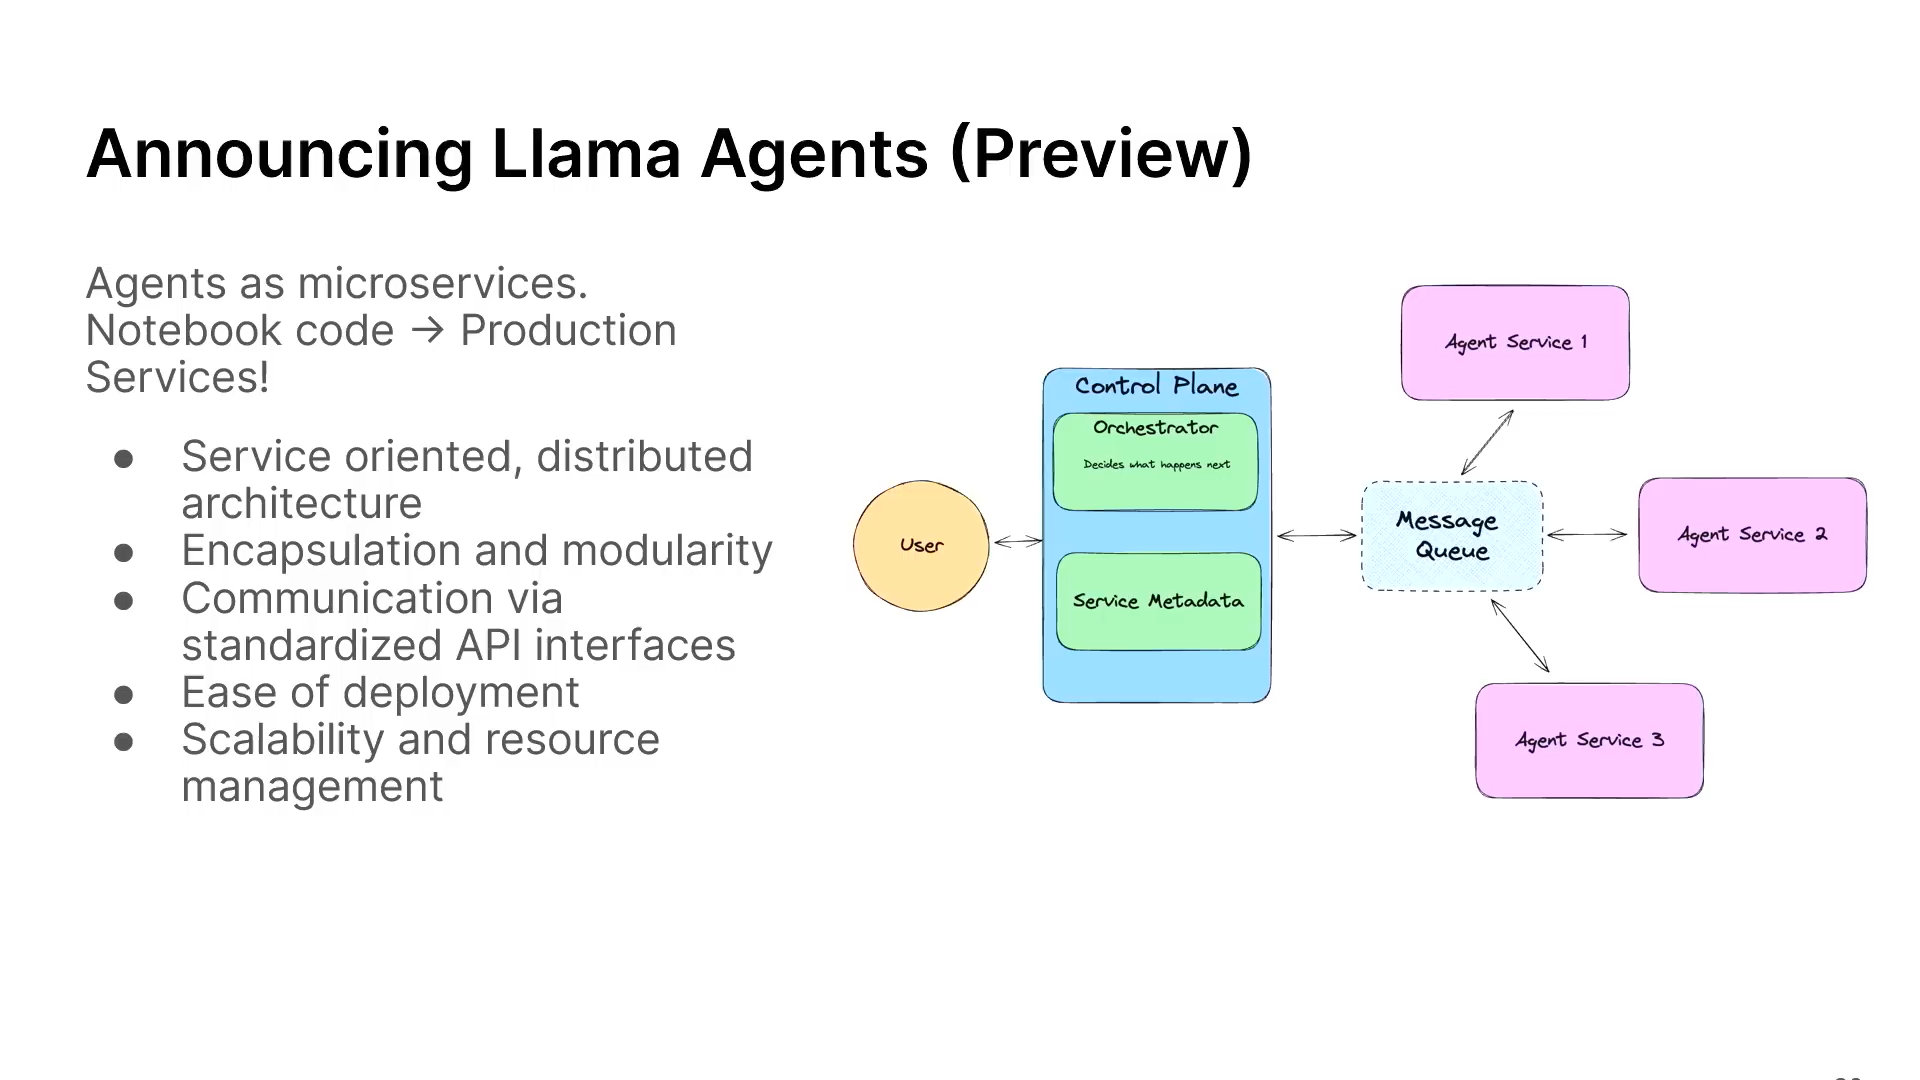 Announcing Llama Agents (Preview)
Agents as microservices.
Notebook code → Production
Services!
● Service oriented, distributed
architecture
● Encapsulation and modularity
● Communication via
standardized API interfaces
● Ease of deployment
● Scalability and resource
management
User
Control Plane
Orchestrator
Decides what happens next
Service Metadata
Message
Queue
Agent Service 1
Agent Service 2
Agent Service 3